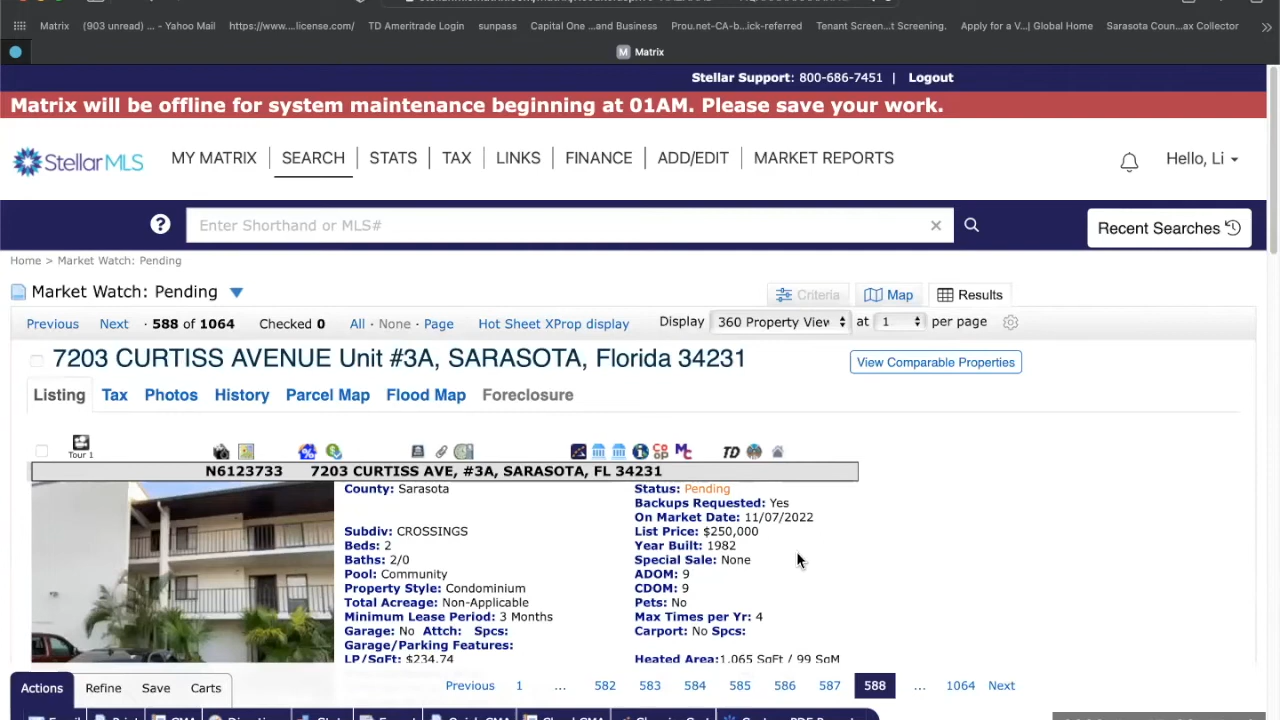 Matrix (903 unread) ... - Yahoo Mail https://www....license.com/ TD Ameritrade Login sunpass Capital One ...and Business Prou.net-CA-b...ick-referred Tenant Screen...t Screening. Apply for a V...| Global Home Sarasota Coun...ax Collector
M Matrix
Stellar Support: 800-686-7451 | Logout
Matrix will be offline for system maintenance beginning at 01AM. Please save your work.
StellarMLS MY MATRIX SEARCH STATS TAX LINKS FINANCE ADD/EDIT MARKET REPORTS Hello, Li
? Enter Shorthand or MLS# Recent Searches
Home > Market Watch: Pending
Market Watch: Pending Criteria Map Results
Previous Next · 588 of 1064 Checked 0 All · None · Page Hot Sheet XProp display Display 360 Property View at 1 per page
7203 CURTISS AVENUE Unit #3A, SARASOTA, Florida 34231 View Comparable Properties
Listing Tax Photos History Parcel Map Flood Map Foreclosure
Tour 1 TD
N6123733 7203 CURTISS AVE, #3A, SARASOTA, FL 34231
County: Sarasota Status: Pending
Backups Requested: Yes
On Market Date: 11/07/2022
Subdiv: CROSSINGS List Price: $250,000
Beds: 2 Year Built: 1982
Baths: 2/0 Special Sale: None
Pool: Community ADOM: 9
Property Style: Condominium CDOM: 9
Total Acreage: Non-Applicable Pets: No
Minimum Lease Period: 3 Months Max Times per Yr: 4
Garage: No Attch: Spcs: Carport: No Spcs:
Garage/Parking Features:
LP/SqFt: $234.74 Heated Area:1,065 SqFt / 99 SqM
Actions Refine Save Carts Previous 1 ... 582 583 584 585 586 587 588 ... 1064 Next